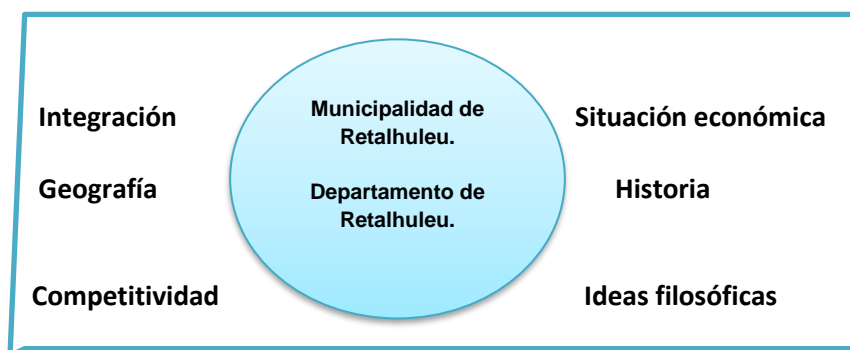 Integración
Municipalidad de
Retalhuleu.
Situación económica
Geografía
Departamento de
Retalhuleu.
Historia
Competitividad
Ideas filosóficas